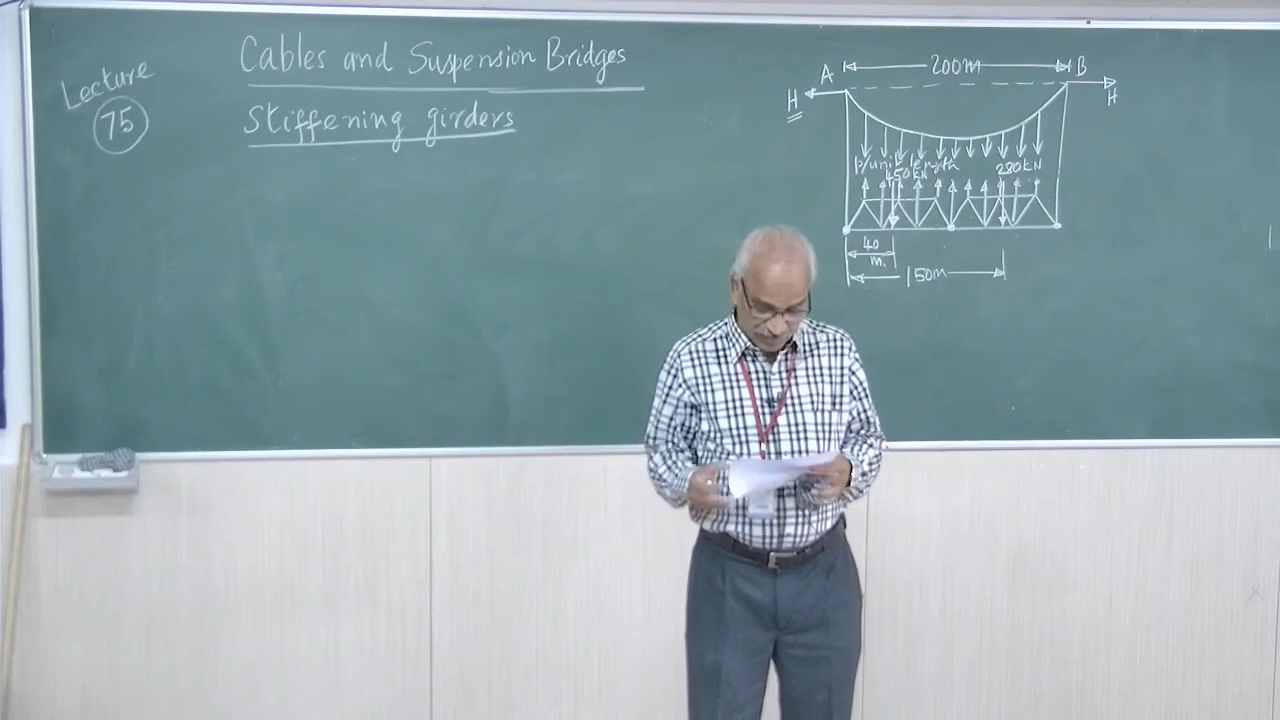 Lecture
75
Cables and Suspension Bridges
Stiffening girders
200m
A
B
H
H
p/unit length
450kN
280kN
40
m.
150m